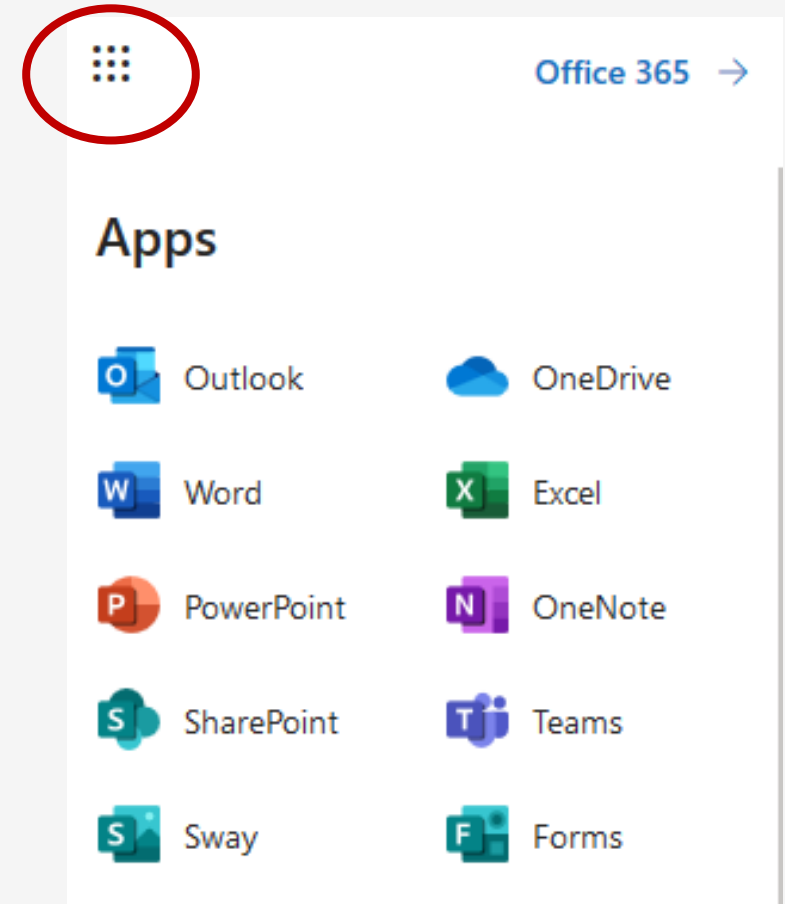 Office 365 →
Apps
Outlook
OneDrive
Word
Excel
PowerPoint
OneNote
SharePoint
Teams
Sway
Forms